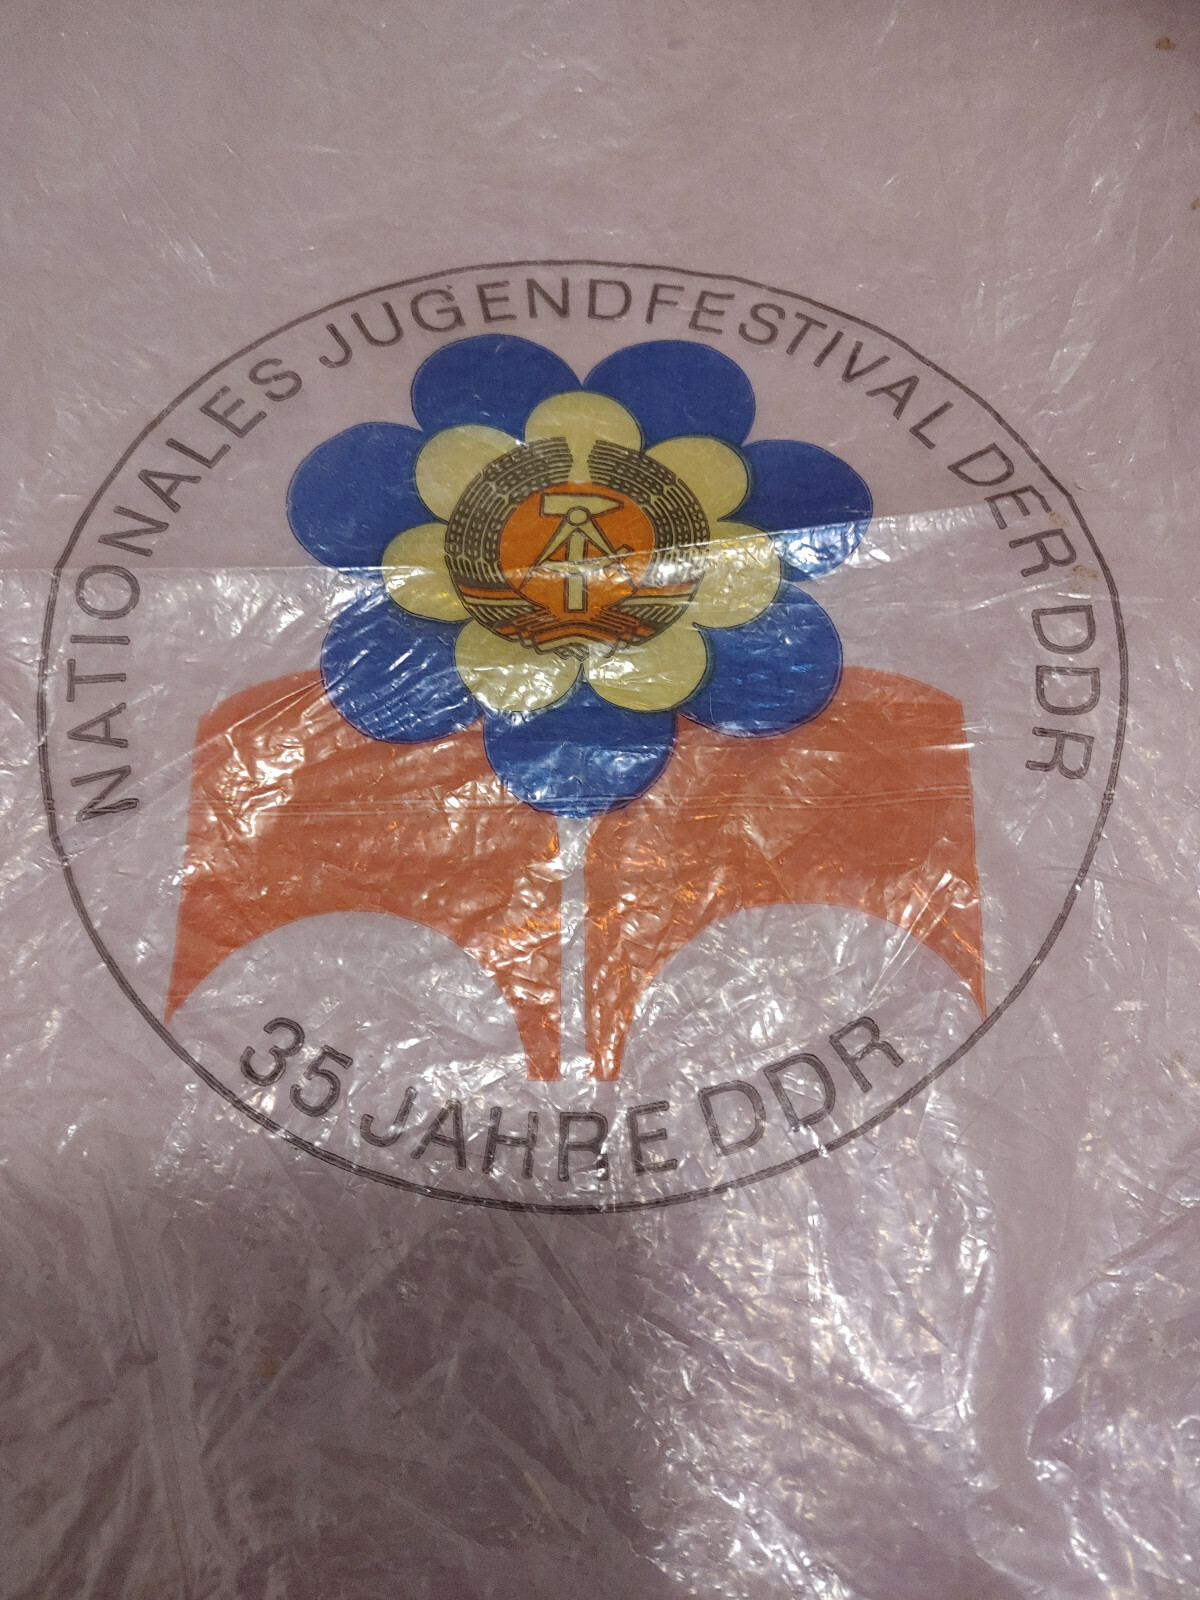 NATIONALES JUGENDFESTIVAL DER DDR
35 JAHRE DDR